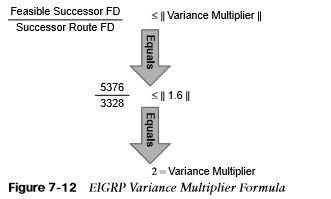 Feasible Successor FD
Successor Route FD
≤ || Variance Multiplier ||
Equals
5376
3328
≤ || 1.6 ||
Equals
2 = Variance Multiplier
Figure 7-12 EIGRP Variance Multiplier Formula